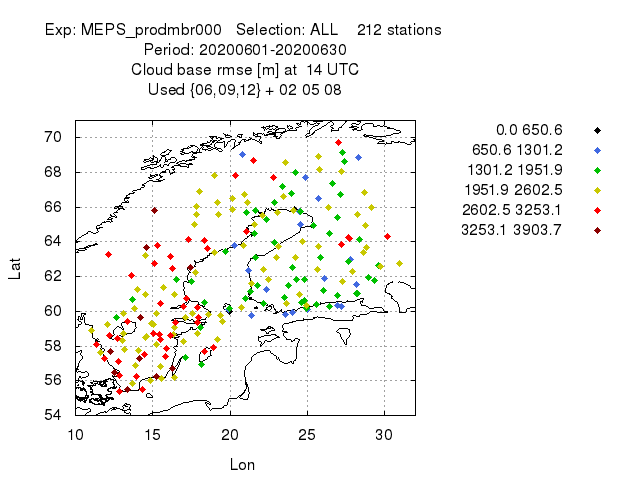 Exp: MEPS_prodmbr000   Selection: ALL    212 stations
Period: 20200601-20200630
Cloud base rmse [m] at  14 UTC
Used {06,09,12} + 02 05 08
0.0 650.6
650.6 1301.2
1301.2 1951.9
1951.9 2602.5
2602.5 3253.1
3253.1 3903.7
70
68
66
64
62
60
58
56
54
Lat
10 15 20 25 30
Lon